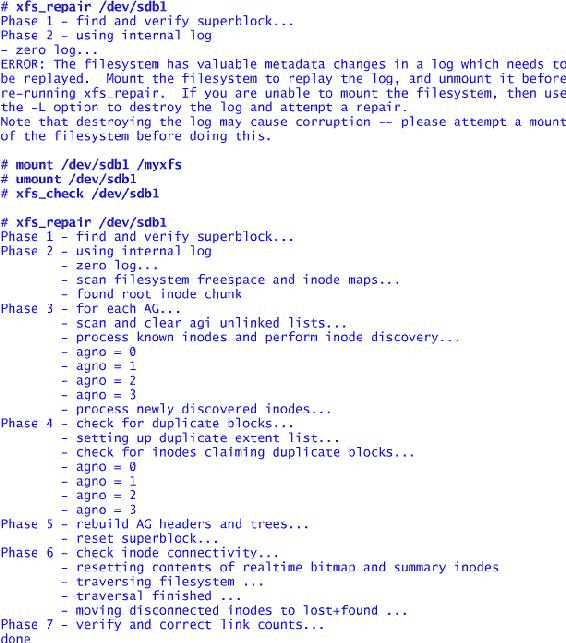 # xfs_repair /dev/sdb1
Phase 1 - find and verify superblock...
Phase 2 - using internal log
- zero log...
ERROR: The filesystem has valuable metadata changes in a log which needs to
be replayed.  Mount the filesystem to replay the log, and unmount it before
re-running xfs_repair.  If you are unable to mount the filesystem, then use
the -L option to destroy the log and attempt a repair.
Note that destroying the log may cause corruption -- please attempt a mount
of the filesystem before doing this.
# mount /dev/sdb1 /myxfs
# umount /dev/sdb1
# xfs_check /dev/sdb1
# xfs_repair /dev/sdb1
Phase 1 - find and verify superblock...
Phase 2 - using internal log
- zero log...
- scan filesystem freespace and inode maps...
- found root inode chunk
Phase 3 - for each AG...
- scan and clear agi unlinked lists...
- process known inodes and perform inode discovery...
- agno = 0
- agno = 1
- agno = 2
- agno = 3
- process newly discovered inodes...
Phase 4 - check for duplicate blocks...
- setting up duplicate extent list...
- check for inodes claiming duplicate blocks...
- agno = 0
- agno = 1
- agno = 2
- agno = 3
Phase 5 - rebuild AG headers and trees...
- reset superblock...
Phase 6 - check inode connectivity...
- resetting contents of realtime bitmap and summary inodes
- traversing filesystem ...
- traversal finished ...
- moving disconnected inodes to lost+found ...
Phase 7 - verify and correct link counts...
done